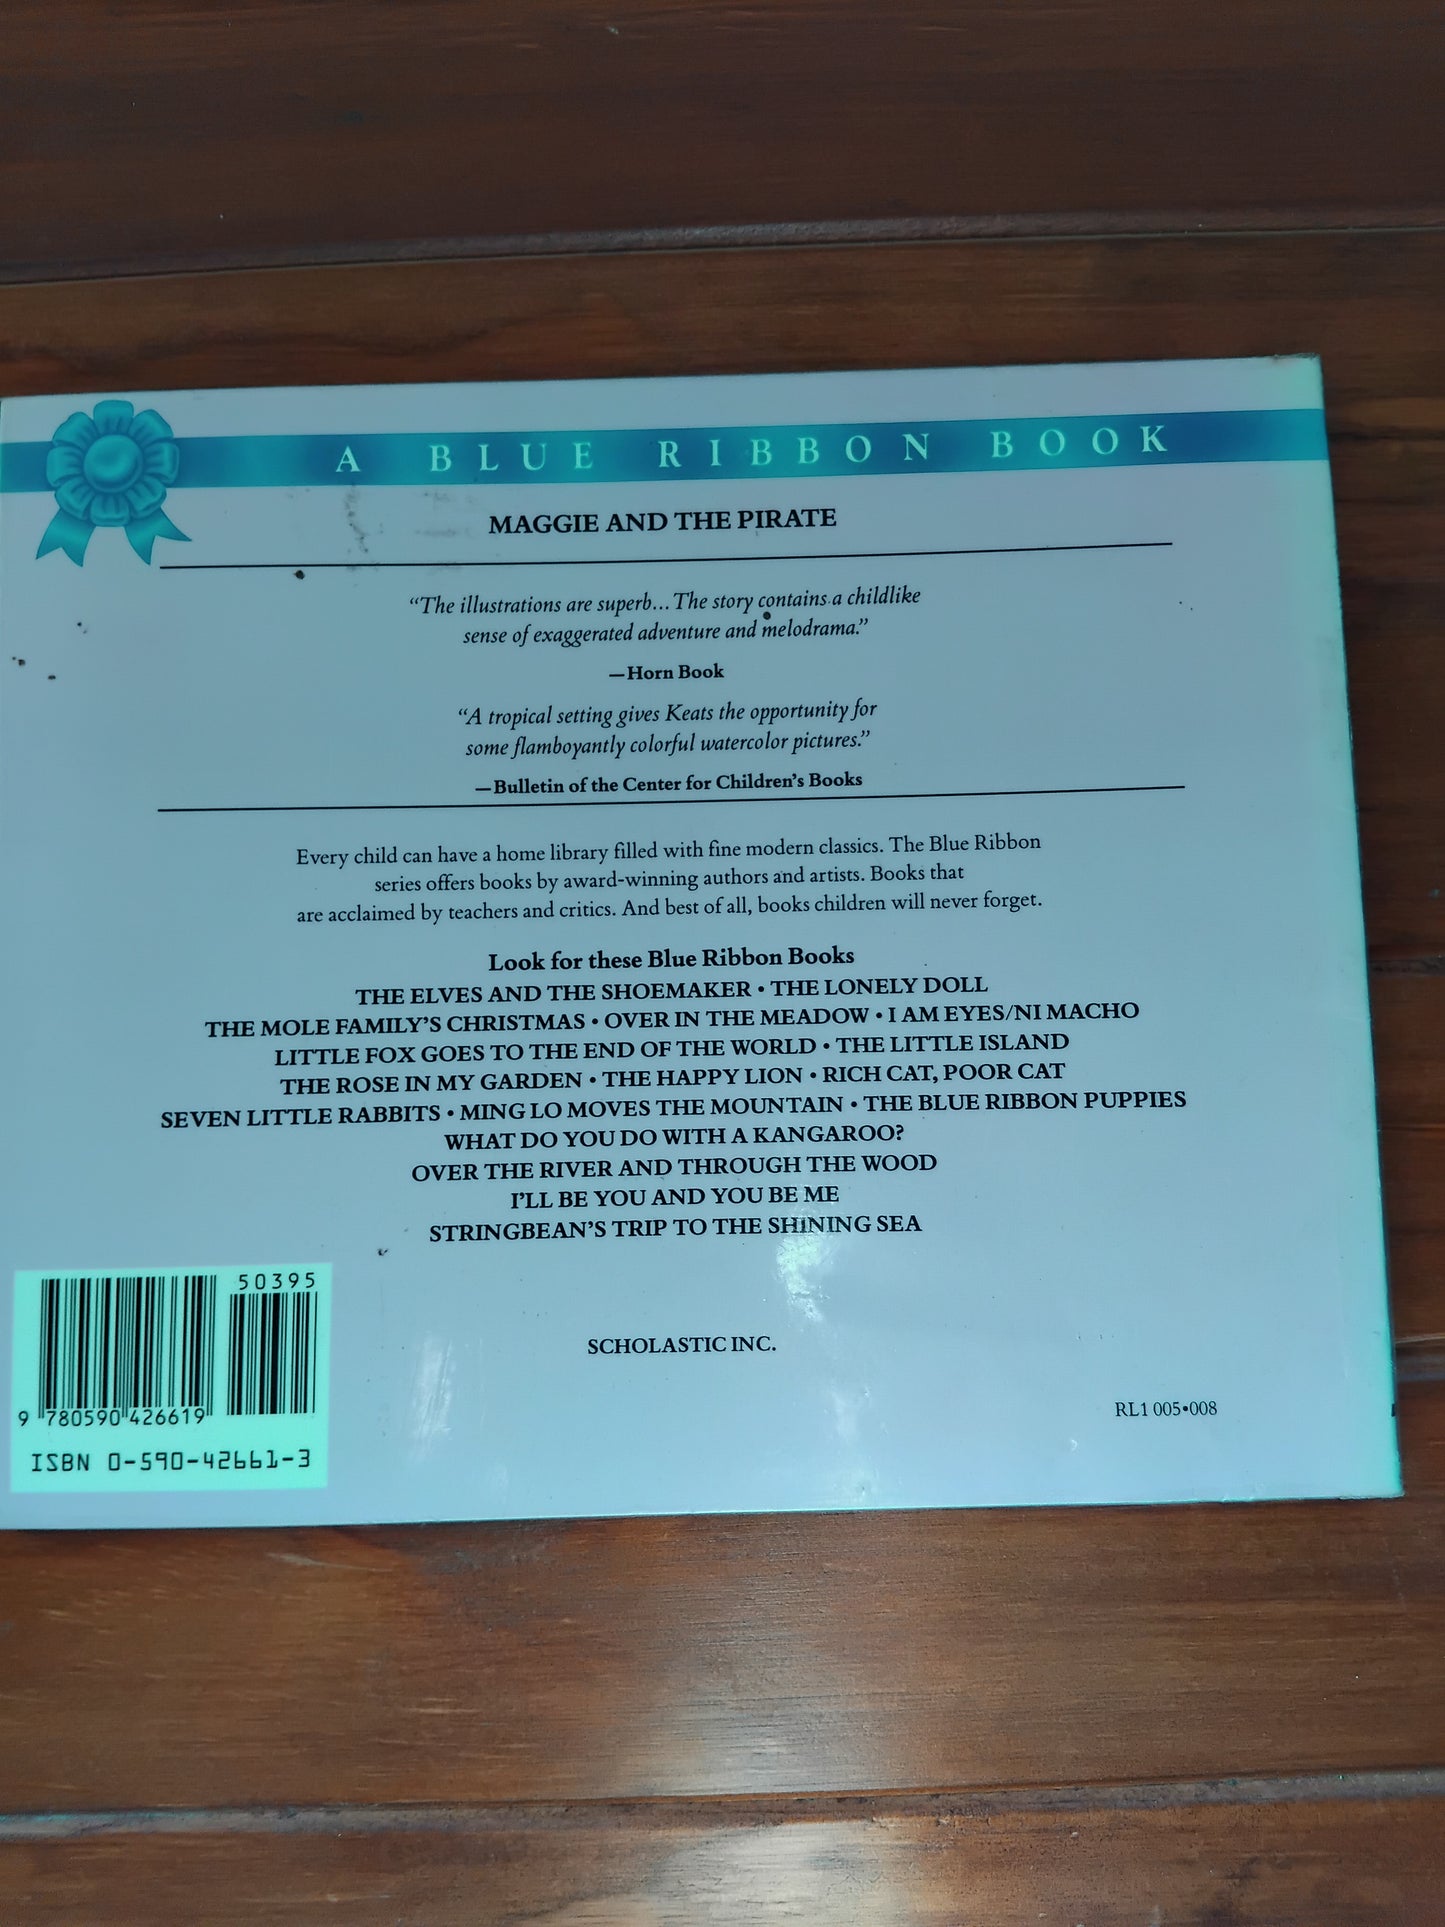 A BLUE RIBBON BOOK
MAGGIE AND THE PIRATE
“The illustrations are superb... The story contains a childlike
sense of exaggerated adventure and melodrama.”
—Horn Book
“A tropical setting gives Keats the opportunity for
some flamboyantly colorful watercolor pictures.”
—Bulletin of the Center for Children’s Books
Every child can have a home library filled with fine modern classics. The Blue Ribbon
series offers books by award-winning authors and artists. Books that
are acclaimed by teachers and critics. And best of all, books children will never forget.
Look for these Blue Ribbon Books
THE ELVES AND THE SHOEMAKER • THE LONELY DOLL
THE MOLE FAMILY’S CHRISTMAS • OVER IN THE MEADOW • I AM EYES/NI MACHO
LITTLE FOX GOES TO THE END OF THE WORLD • THE LITTLE ISLAND
THE ROSE IN MY GARDEN • THE HAPPY LION • RICH CAT, POOR CAT
SEVEN LITTLE RABBITS • MING LO MOVES THE MOUNTAIN • THE BLUE RIBBON PUPPIES
WHAT DO YOU DO WITH A KANGAROO?
OVER THE RIVER AND THROUGH THE WOOD
I’LL BE YOU AND YOU BE ME
STRINGBEAN’S TRIP TO THE SHINING SEA
50395
9 780590 426619
ISBN 0-590-42661-3
SCHOLASTIC INC.
RL1 005•008